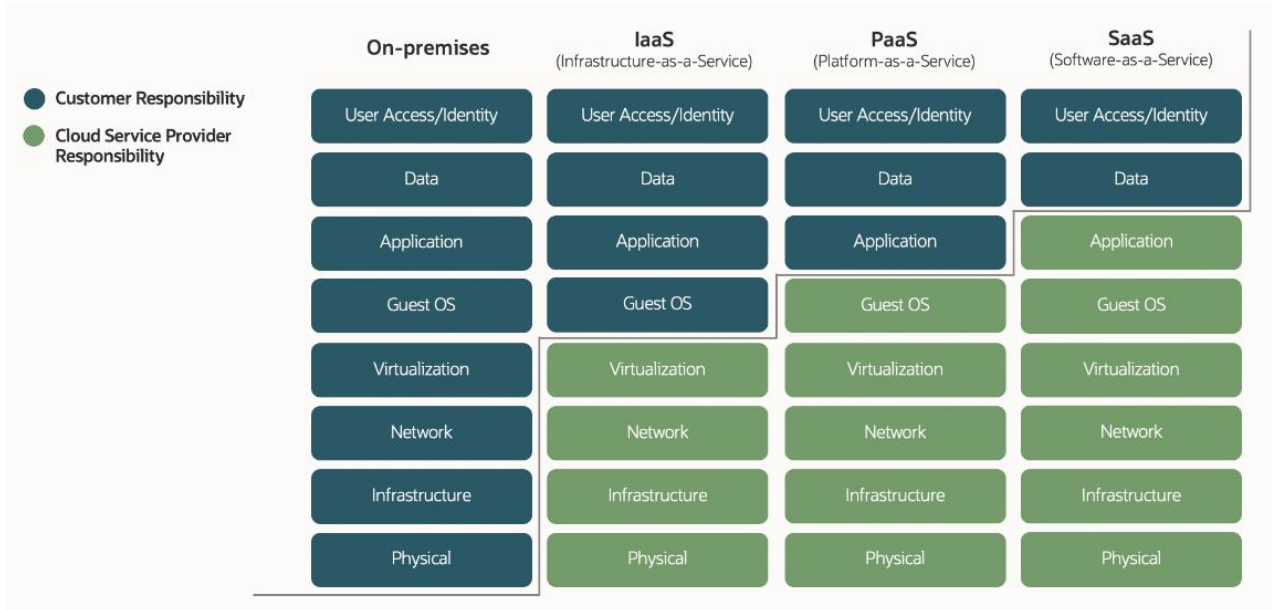 On-premises
IaaS
(Infrastructure-as-a-Service)
PaaS
(Platform-as-a-Service)
SaaS
(Software-as-a-Service)
Customer Responsibility
Cloud Service Provider
Responsibility
User Access/Identity
User Access/Identity
User Access/Identity
User Access/Identity
Data
Data
Data
Data
Application
Application
Application
Application
Guest OS
Guest OS
Guest OS
Guest OS
Virtualization
Virtualization
Virtualization
Virtualization
Network
Network
Network
Network
Infrastructure
Infrastructure
Infrastructure
Infrastructure
Physical
Physical
Physical
Physical